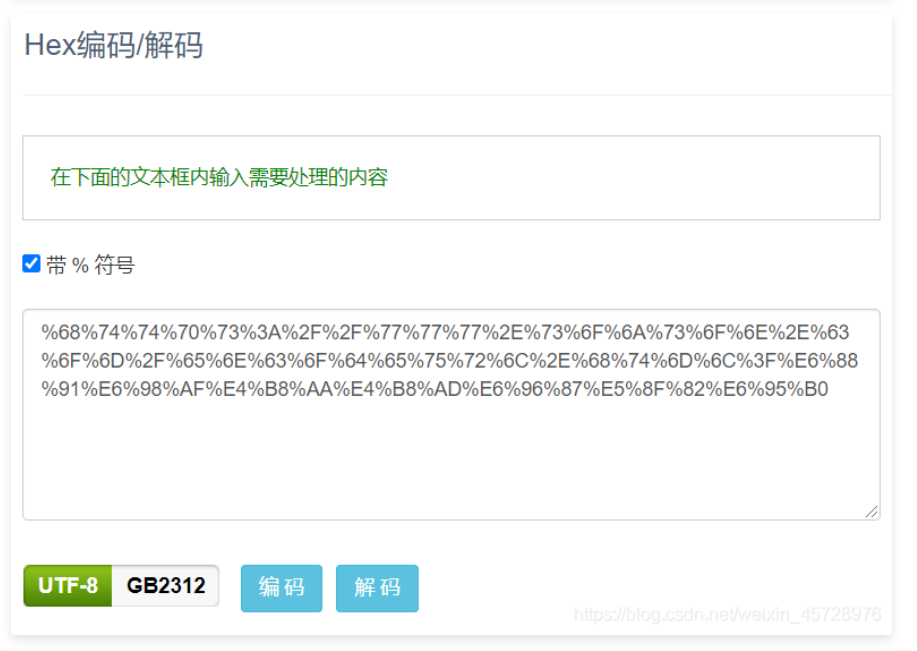 Hex编码/解码
在下面的文本框内输入需要处理的内容
带 % 符号
%68%74%74%70%73%3A%2F%2F%77%77%77%2E%73%6F%6A%73%6F%6E%2E%63
%6F%6D%2F%65%6E%63%6F%64%65%75%72%6C%2E%68%74%6D%6C%3F%E6%88
%91%E6%98%AF%E4%B8%AA%E4%B8%AD%E6%96%87%E5%8F%82%E6%95%B0
UTF-8 GB2312 编码 解码
https://blog.csdn.net/weixin_45728976